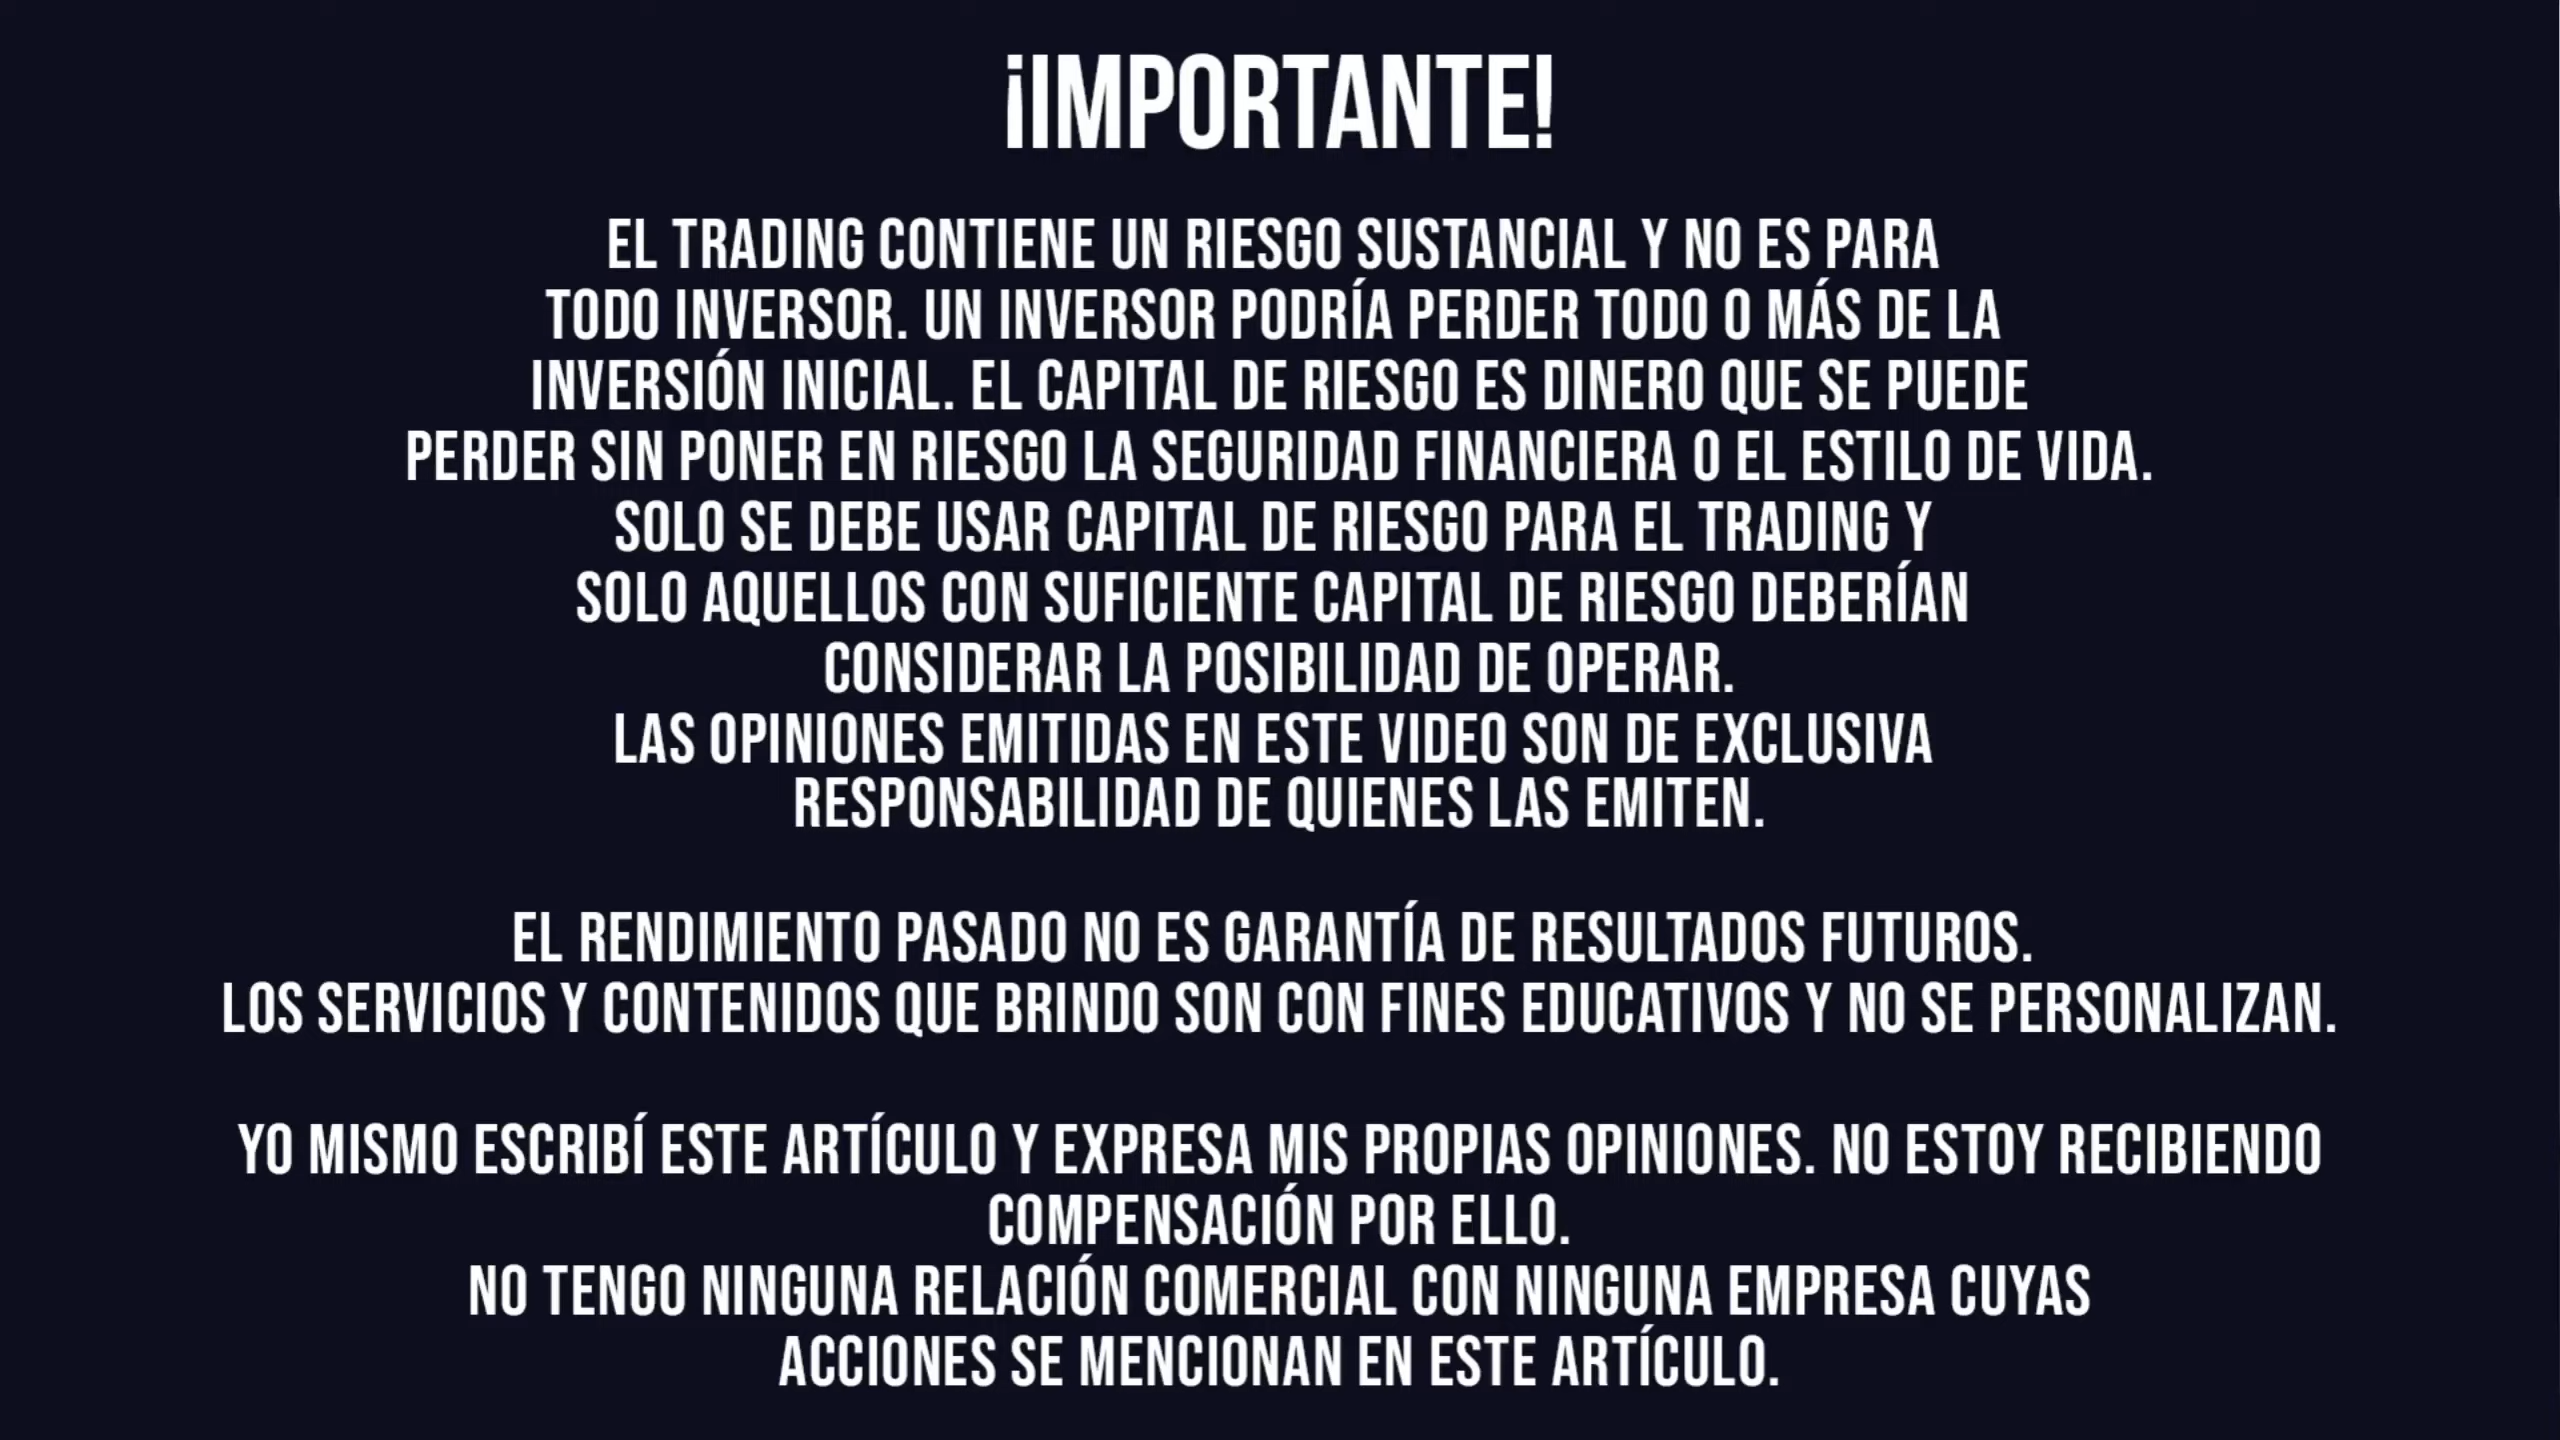 ¡IMPORTANTE!
EL TRADING CONTIENE UN RIESGO SUSTANCIAL Y NO ES PARA
TODO INVERSOR. UN INVERSOR PODRÍA PERDER TODO O MÁS DE LA
INVERSIÓN INICIAL. EL CAPITAL DE RIESGO ES DINERO QUE SE PUEDE
PERDER SIN PONER EN RIESGO LA SEGURIDAD FINANCIERA O EL ESTILO DE VIDA.
SOLO SE DEBE USAR CAPITAL DE RIESGO PARA EL TRADING Y
SOLO AQUELLOS CON SUFICIENTE CAPITAL DE RIESGO DEBERÍAN
CONSIDERAR LA POSIBILIDAD DE OPERAR.
LAS OPINIONES EMITIDAS EN ESTE VIDEO SON DE EXCLUSIVA
RESPONSABILIDAD DE QUIENES LAS EMITEN.
EL RENDIMIENTO PASADO NO ES GARANTÍA DE RESULTADOS FUTUROS.
LOS SERVICIOS Y CONTENIDOS QUE BRINDO SON CON FINES EDUCATIVOS Y NO SE PERSONALIZAN.
YO MISMO ESCRIBÍ ESTE ARTÍCULO Y EXPRESA MIS PROPIAS OPINIONES. NO ESTOY RECIBIENDO
COMPENSACIÓN POR ELLO.
NO TENGO NINGUNA RELACIÓN COMERCIAL CON NINGUNA EMPRESA CUYAS
ACCIONES SE MENCIONAN EN ESTE ARTÍCULO.